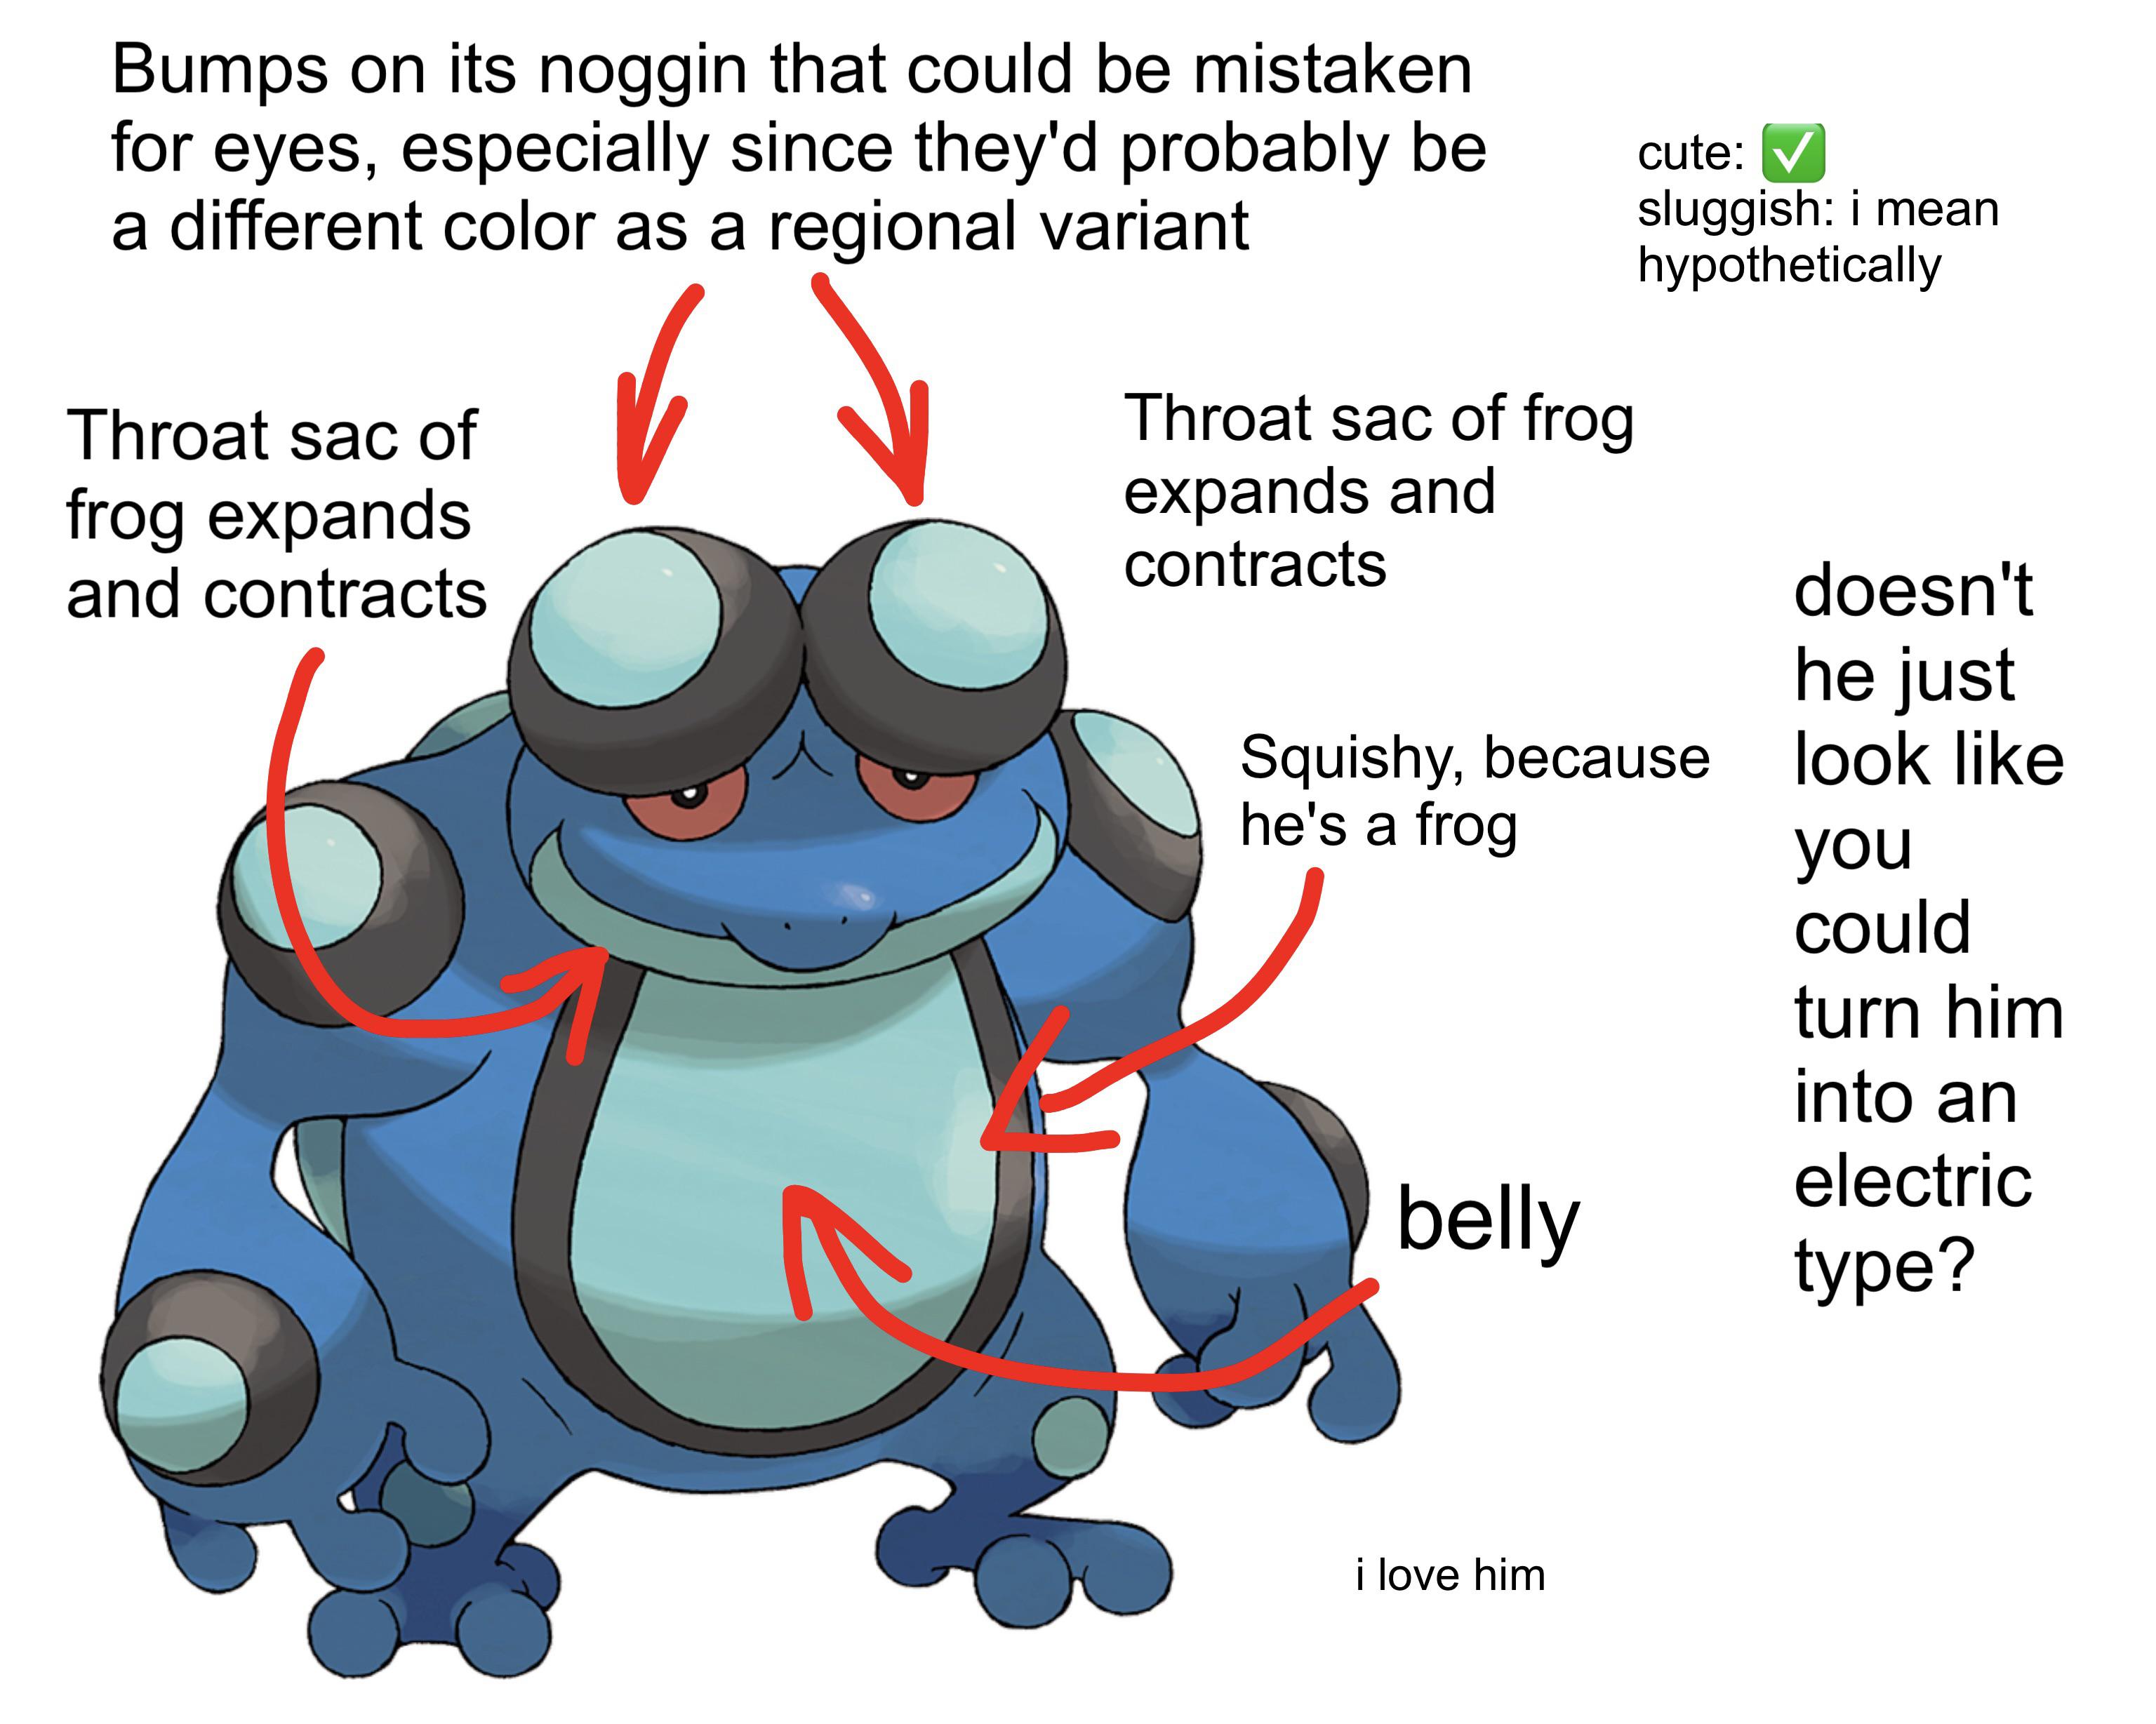 Bumps on its noggin that could be mistaken
for eyes, especially since they'd probably be
a different color as a regional variant
cute: ✅
sluggish: i mean
hypothetically
Throat sac of
frog expands
and contracts
Throat sac of frog
expands and
contracts
Squishy, because
he's a frog
doesn't
he just
look like
you
could
turn him
into an
electric
type?
belly
i love him